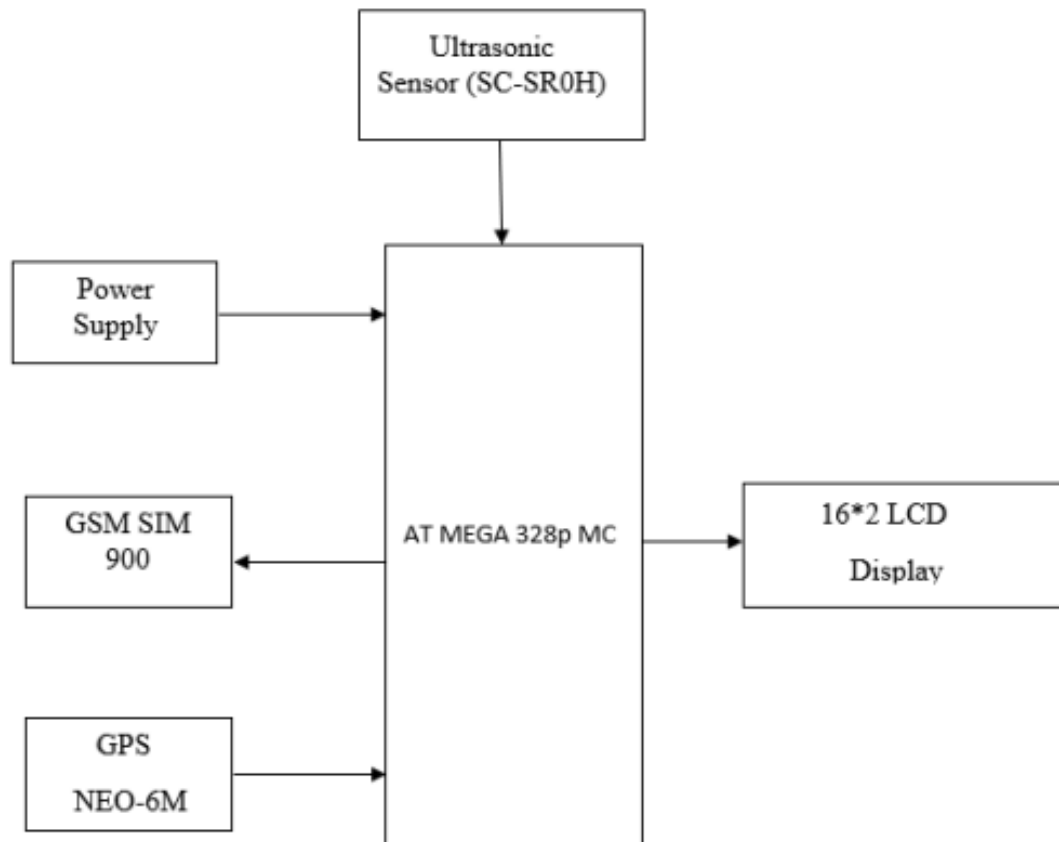 Ultrasonic
Sensor (SC-SR0H)
Power
Supply
GSM SIM
900
AT MEGA 328p MC
16*2 LCD
Display
GPS
NEO-6M